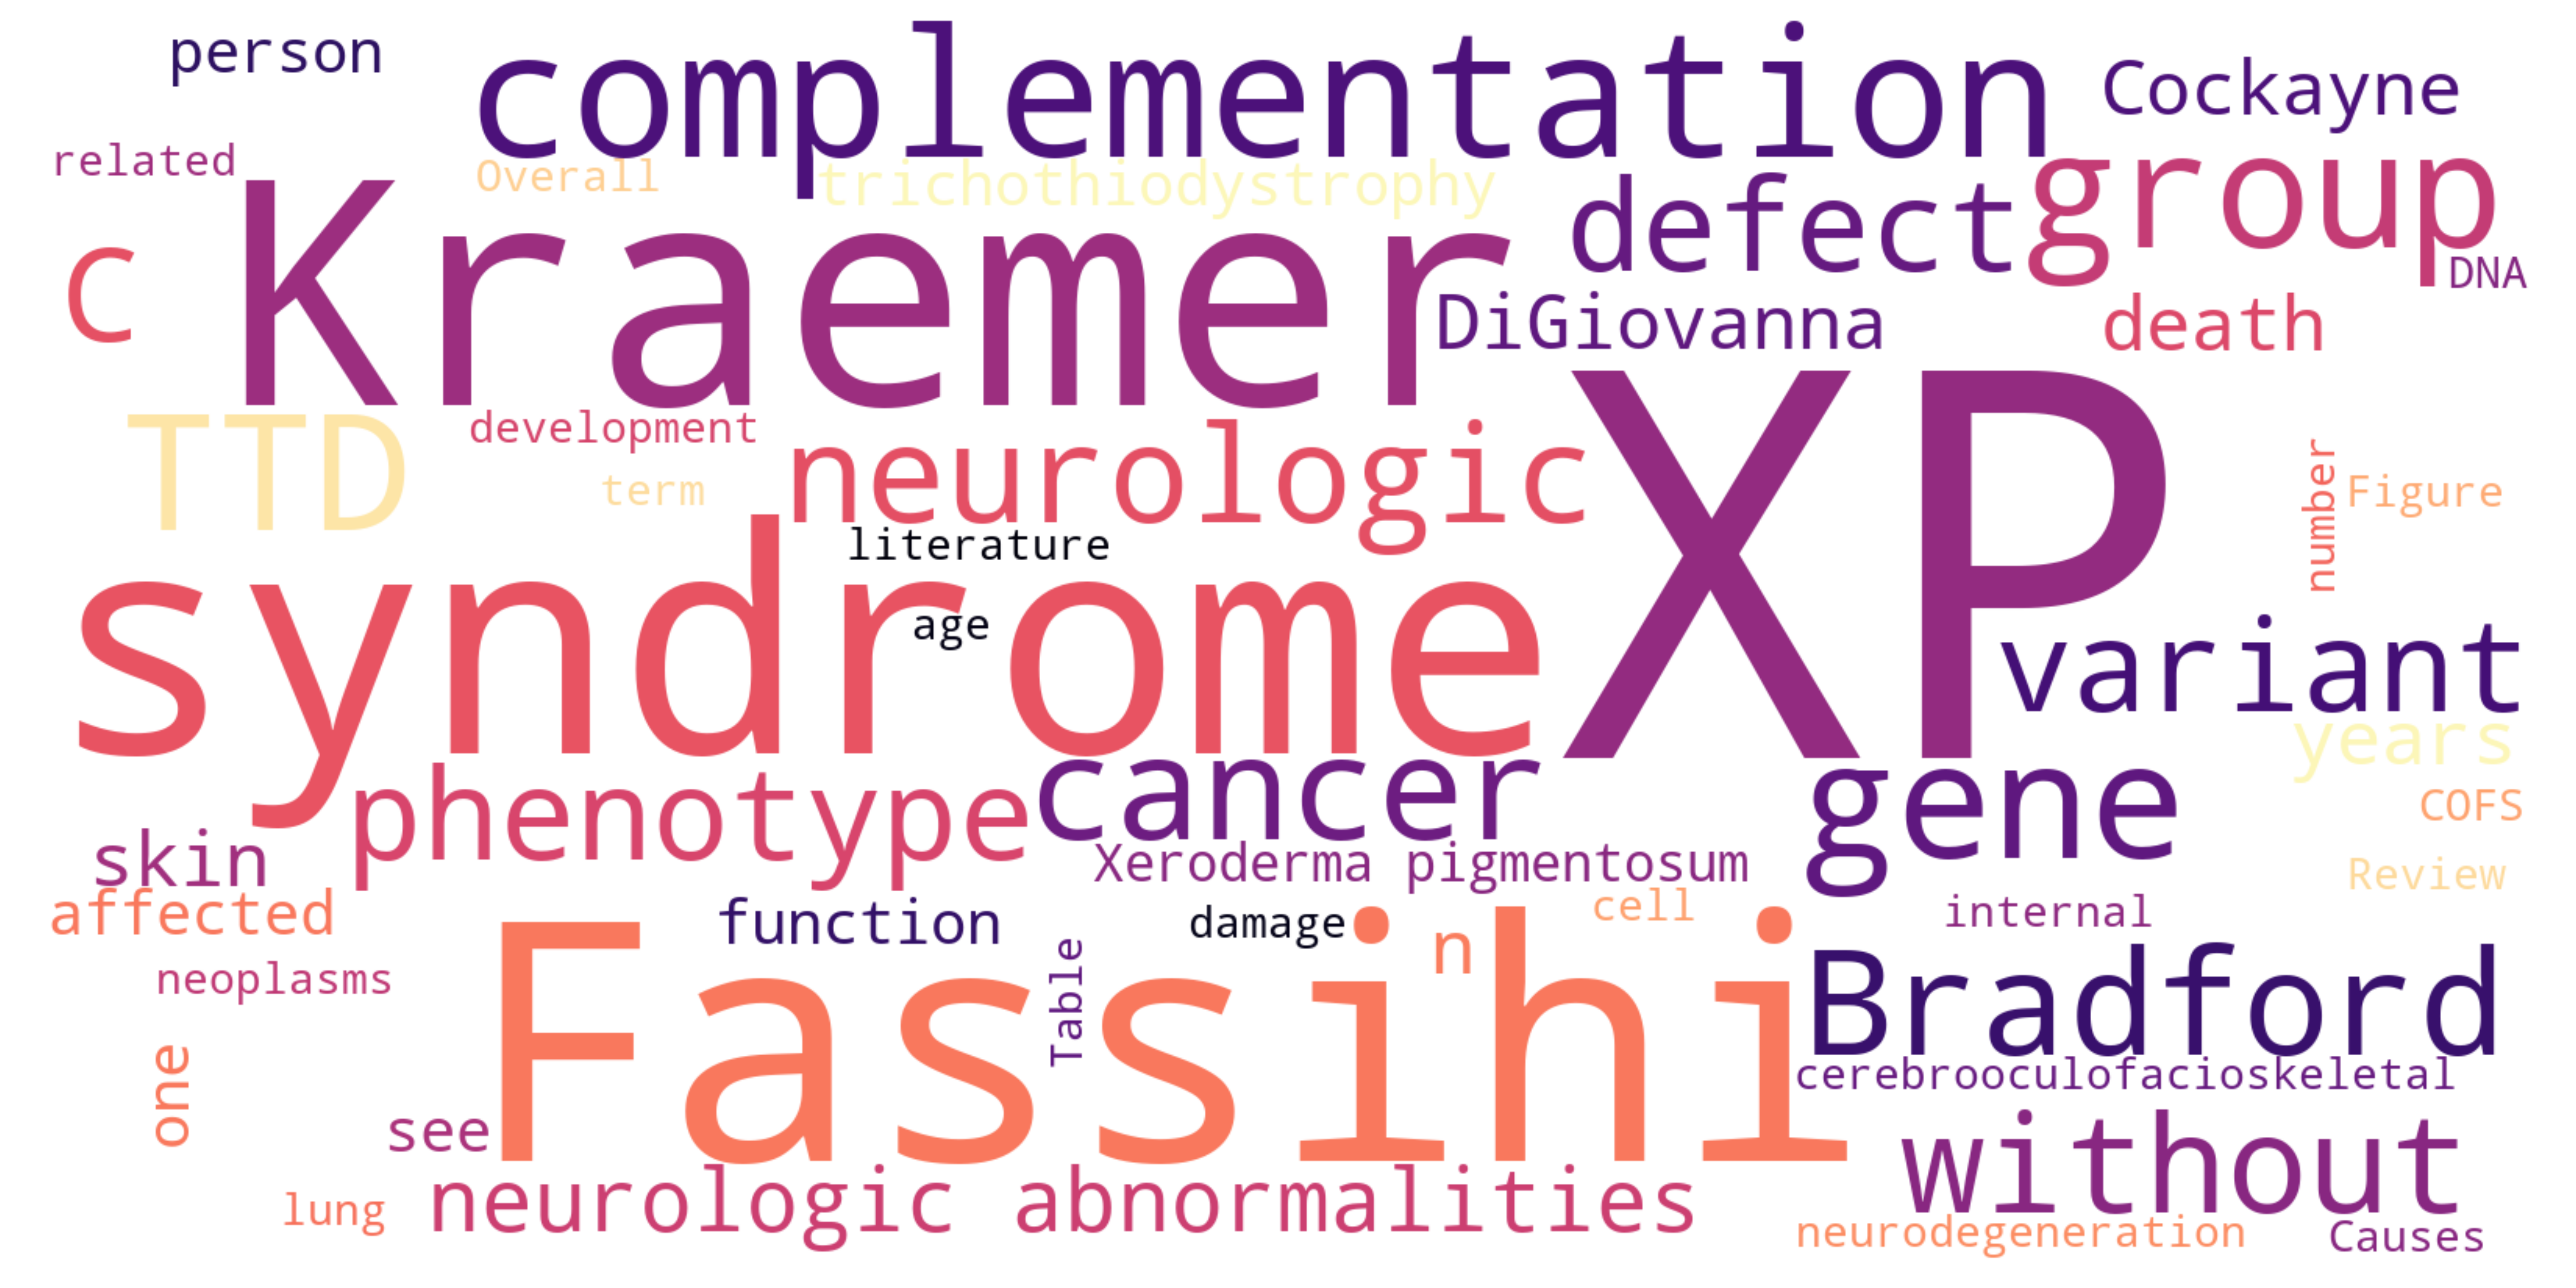 person
complementation
Cockayne
related
Overall
trichothiodystrophy
group
defect
Kraemer
C
DNA
DiGiovanna
death
XP
TTD
development
neurologic
term
number
Figure
literature
syndrome
age
variant
years
phenotype
cancer
gene
COFS
skin
Xeroderma pigmentosum
Review
affected
function
damage
cell
internal
n
Fassihi
neoplasms
Table
Bradford
one
cerebrooculofacioskeletal
see
without
neurologic abnormalities
lung
neurodegeneration
Causes